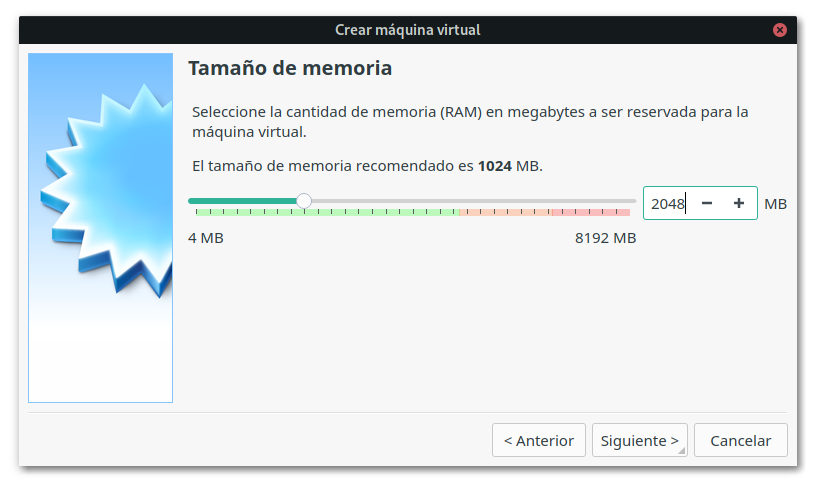 Crear máquina virtual
Tamaño de memoria
Seleccione la cantidad de memoria (RAM) en megabytes a ser reservada para la
máquina virtual.
El tamaño de memoria recomendado es 1024 MB.
2048 − + MB
4 MB 8192 MB
< Anterior Siguiente > Cancelar